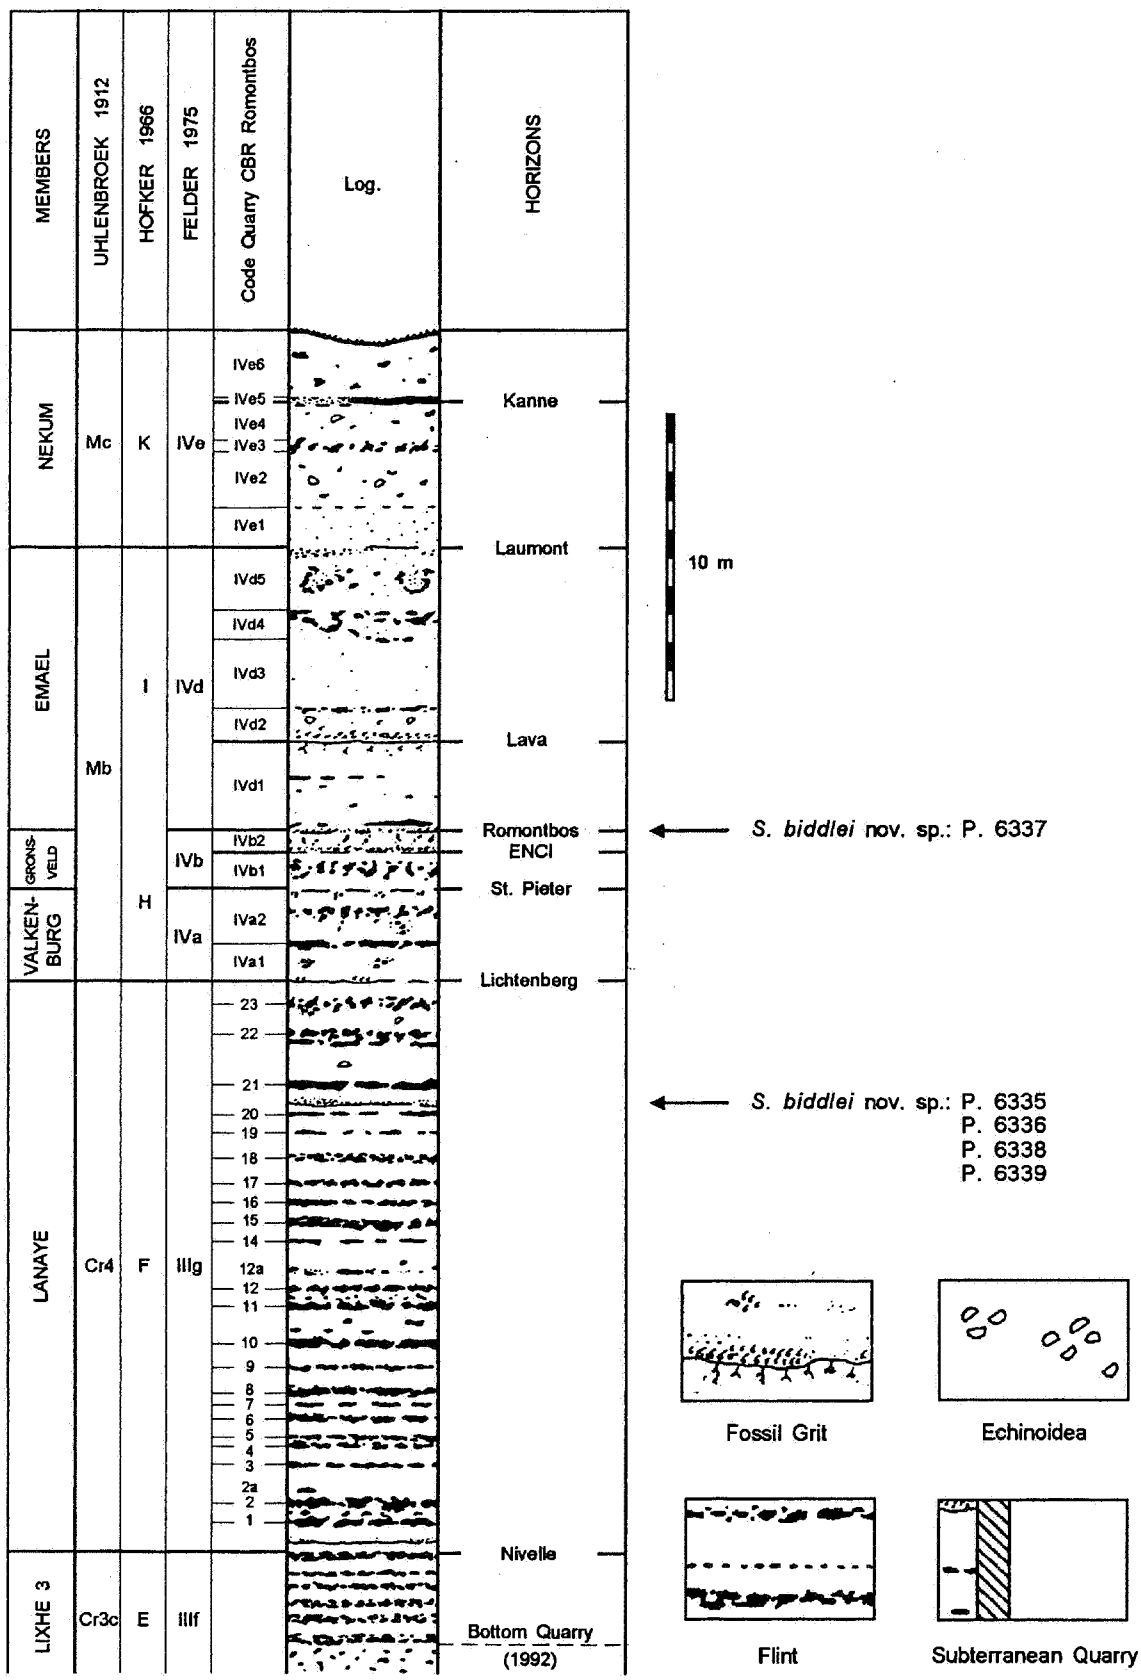 MEMBERS
UHLENBROEK 1912
HOFKER 1966
FELDER 1975
Code Quarry CBR Romontbos
Log.
HORIZONS
NEKUM
Mc
K
IVe
IVe6
IVe5
Kanne
IVe4
IVe3
IVe2
IVe1
Laumont
10 m
EMAEL
Mb
I
IVd
IVd5
IVd4
IVd3
IVd2
Lava
IVd1
Romontbos
S. biddlei nov. sp.: P. 6337
GRONS-
VELD
H
IVb
IVb2
ENCI
IVb1
St. Pieter
VALKEN-
BURG
IVa
IVa2
IVa1
Lichtenberg
LANAYE
Cr4
F
IIIg
23
22
21
S. biddlei nov. sp.: P. 6335
P. 6336
P. 6338
P. 6339
20
19
18
17
16
15
14
12a
12
11
10
9
8
7
6
5
4
3
2a
2
1
Nivelle
LIXHE 3
Cr3c
E
IIIf
Bottom Quarry
(1992)
Fossil Grit
Echinoidea
Flint
Subterranean Quarry